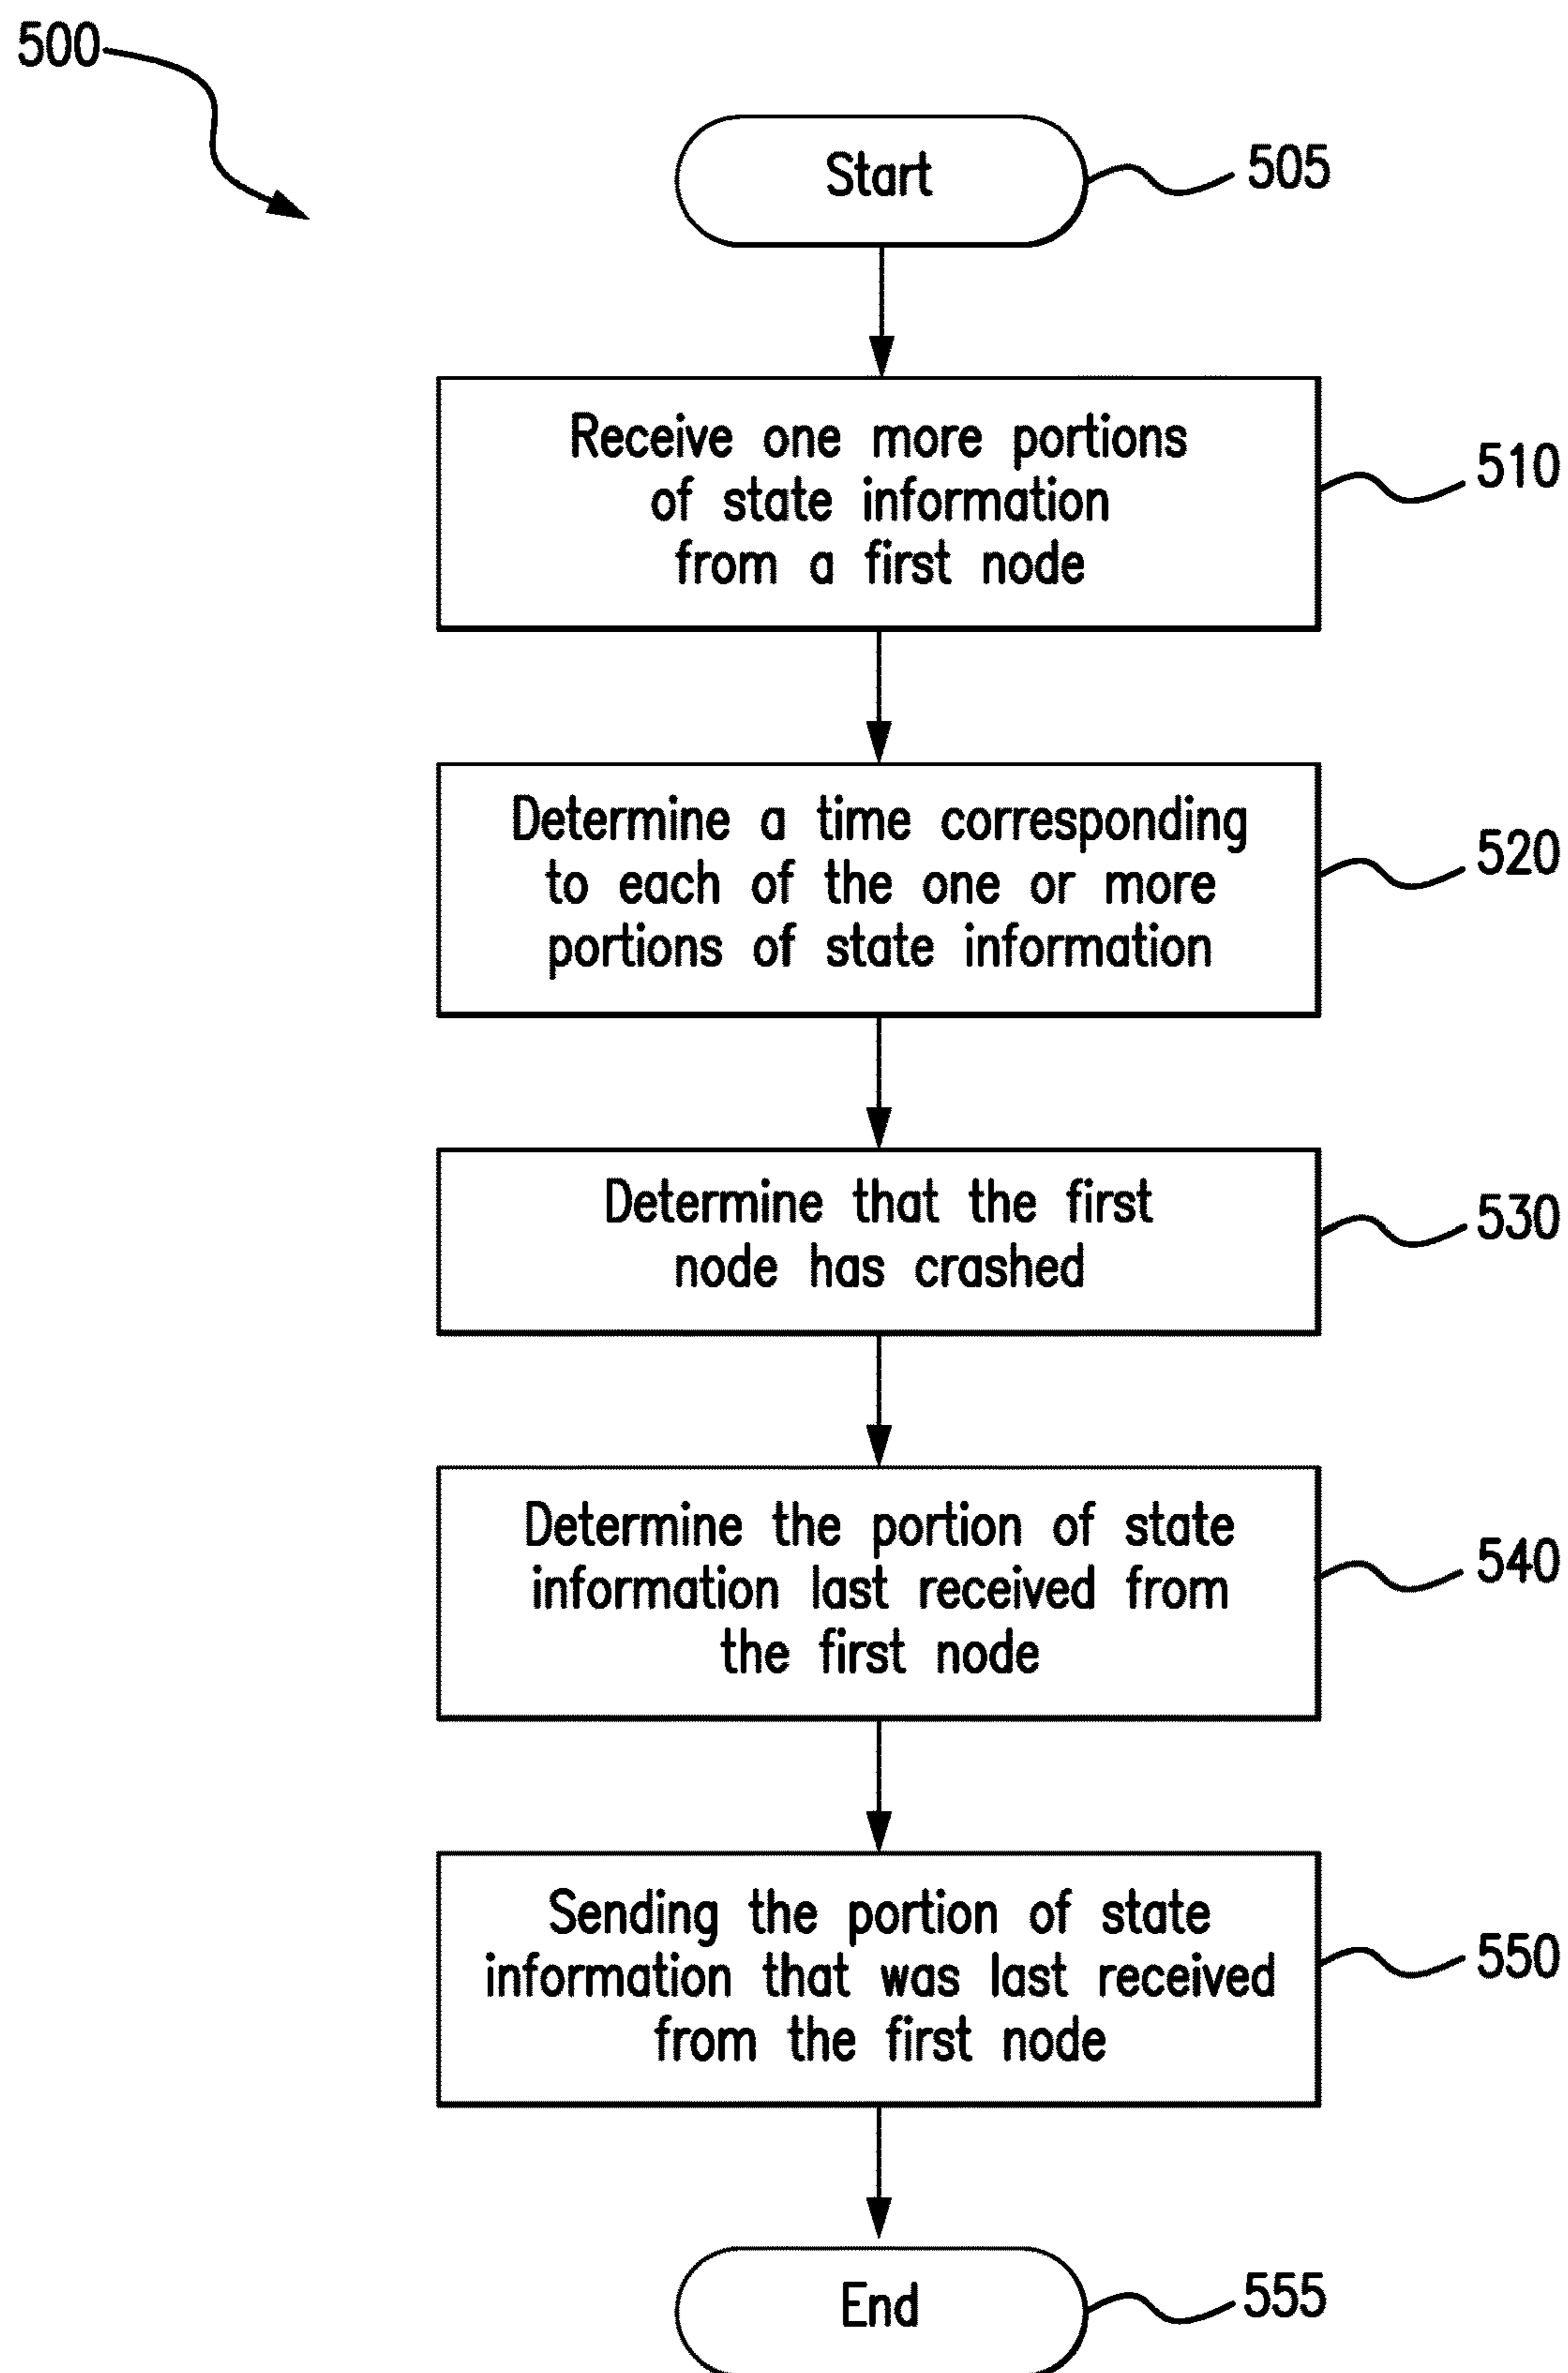 500
Start
505
Receive one more portions
of state information
from a first node
510
Determine a time corresponding
to each of the one or more
portions of state information
520
Determine that the first
node has crashed
530
Determine the portion of state
information last received from
the first node
540
Sending the portion of state
information that was last received
from the first node
550
End
555